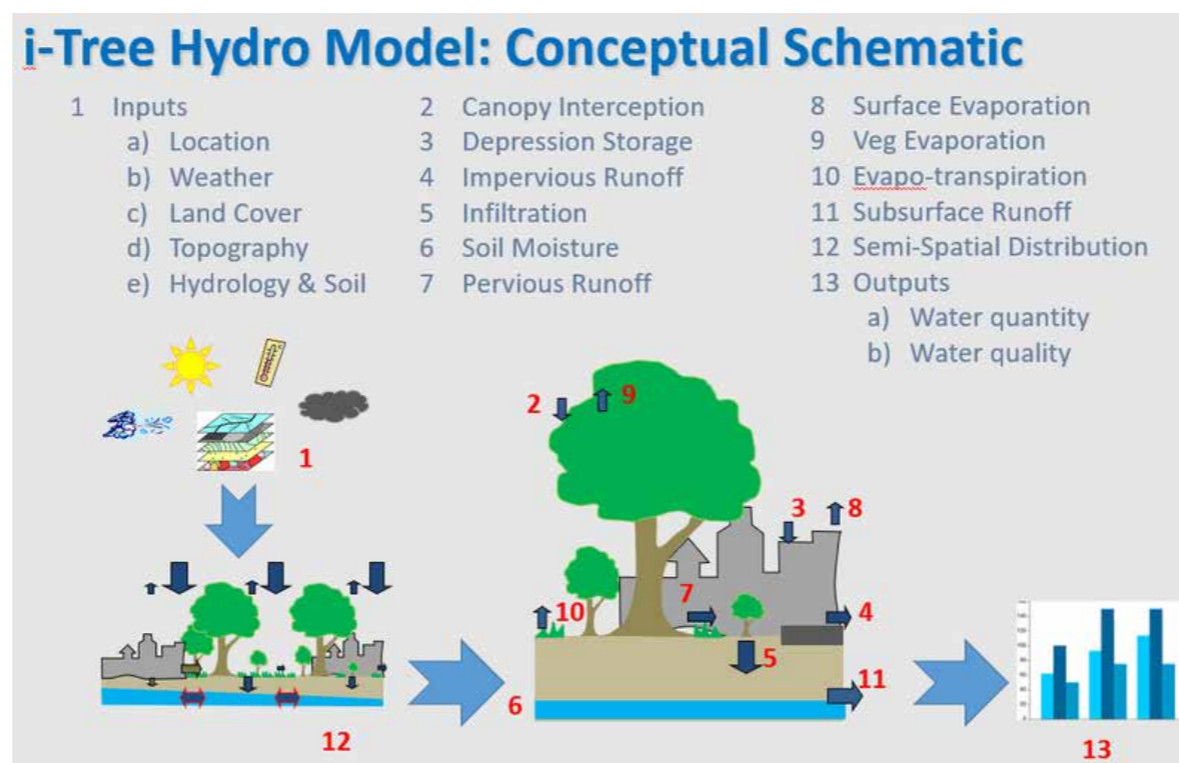 i-Tree Hydro Model: Conceptual Schematic
1 Inputs
a) Location
b) Weather
c) Land Cover
d) Topography
e) Hydrology & Soil
2 Canopy Interception
3 Depression Storage
4 Impervious Runoff
5 Infiltration
6 Soil Moisture
7 Pervious Runoff
8 Surface Evaporation
9 Veg Evaporation
10 Evapo-transpiration
11 Subsurface Runoff
12 Semi-Spatial Distribution
13 Outputs
a) Water quantity
b) Water quality
1
12
2
9
3
8
10
7
4
5
11
6
13